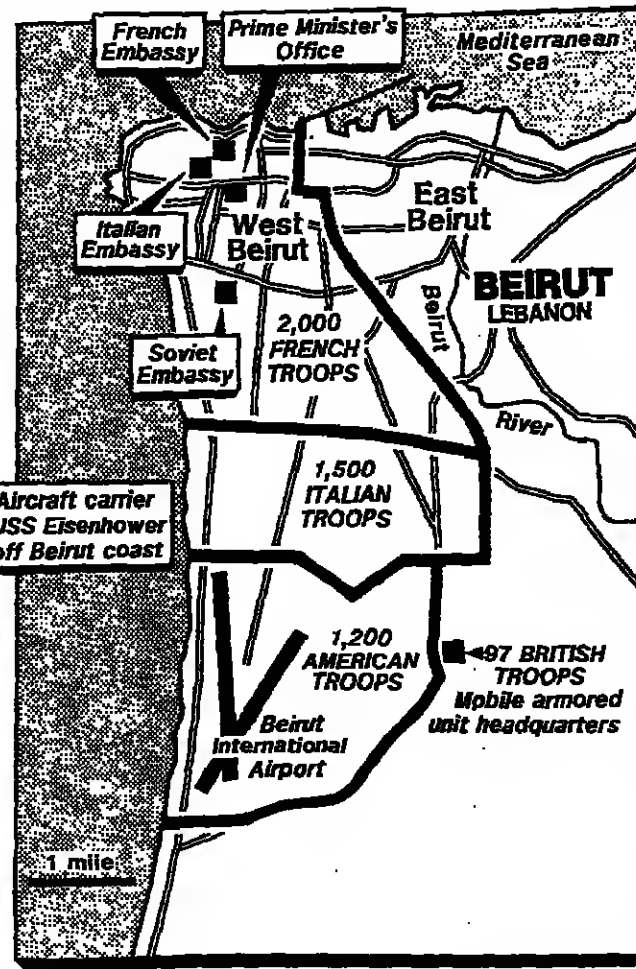 French
Embassy
Prime Minister's
Office
Mediterranean
Sea
Italian
Embassy
West
Beirut
East
Beirut
BEIRUT
LEBANON
Beirut
River
Soviet
Embassy
2,000
FRENCH
TROOPS
1,500
ITALIAN
TROOPS
Aircraft carrier
USS Eisenhower
off Beirut coast
1,200
AMERICAN
TROOPS
97 BRITISH
TROOPS
Mobile armored
unit headquarters
Beirut
International
Airport
1 mile